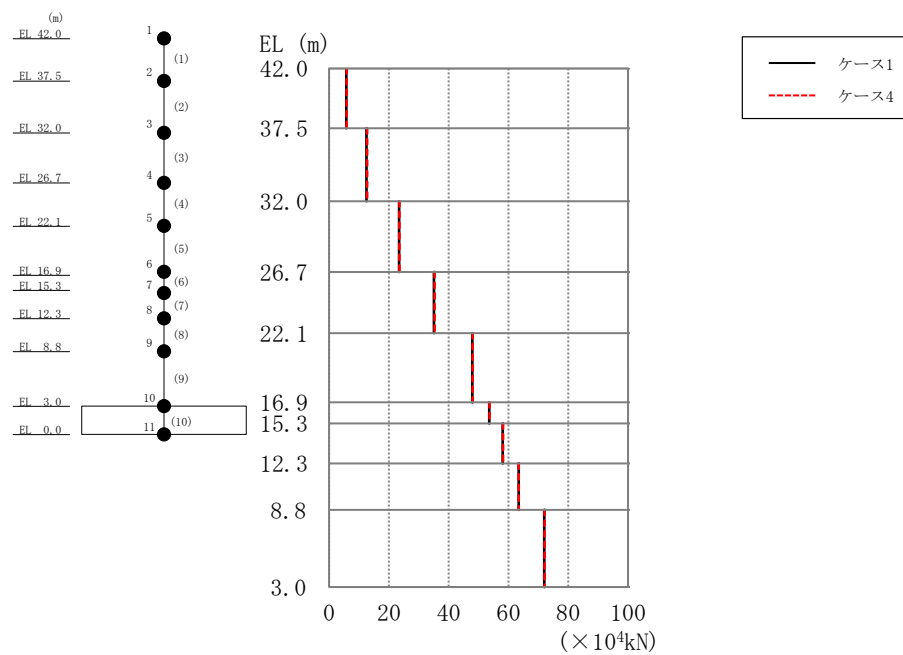 (m)
EL 42.0
1
(1)
EL 37.5
2
(2)
EL 32.0
3
(3)
EL 26.7
4
(4)
EL 22.1
5
(5)
EL 16.9
6
(6)
EL 15.3
7
(7)
EL 12.3
8
(8)
EL 8.8
9
(9)
EL 3.0
10
(10)
EL 0.0
11
EL (m)
42.0
37.5
32.0
26.7
22.1
16.9
15.3
12.3
8.8
3.0
0 20 40 60 80 100
(×10⁴kN)
ケース1
ケース4